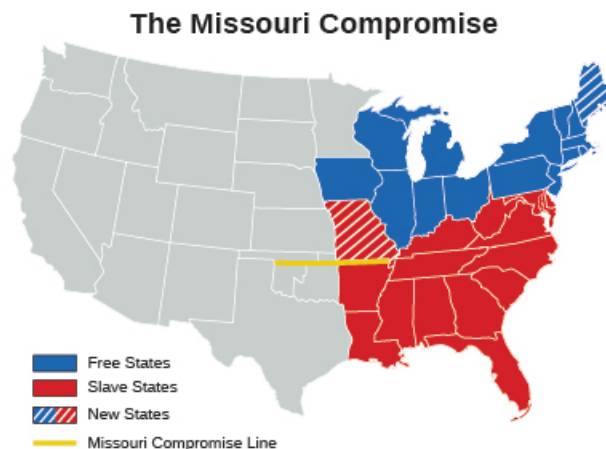 The Missouri Compromise
Free States
Slave States
New States
Missouri Compromise Line